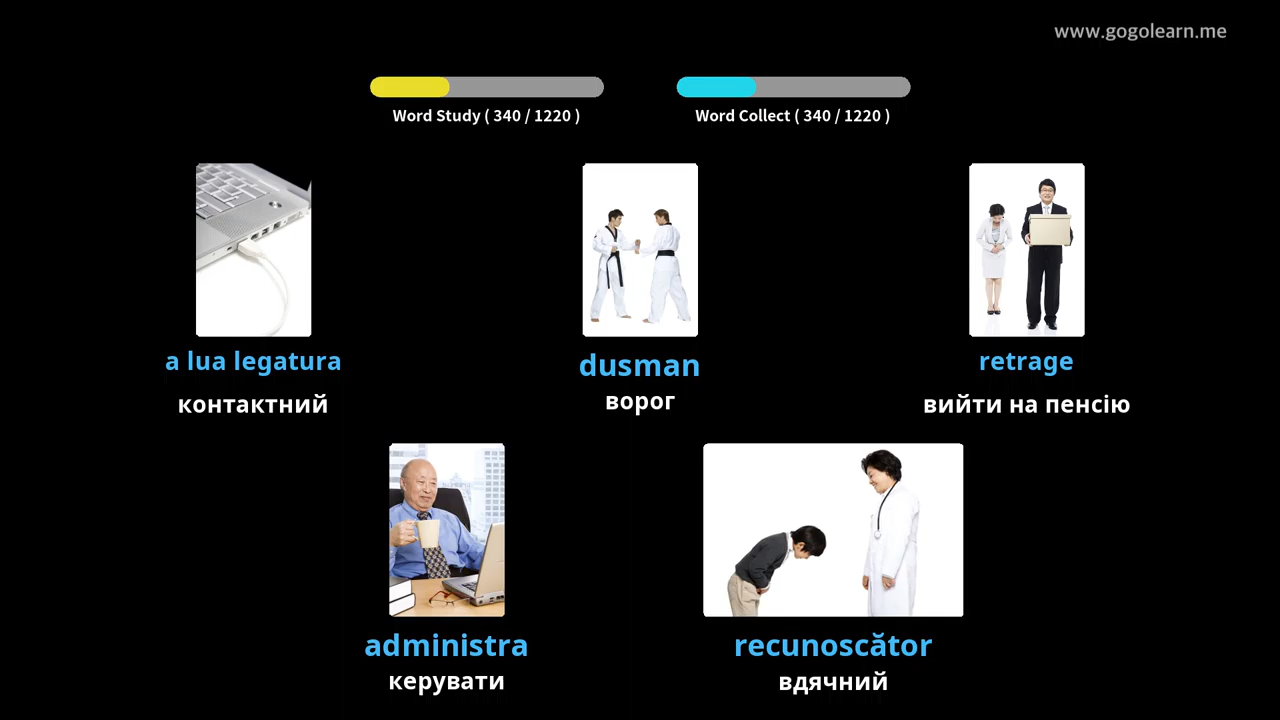 www.gogolearn.me
Word Study ( 340 / 1220 )
Word Collect ( 340 / 1220 )
a lua legatura
контактний
dusman
ворог
retrage
вийти на пенсію
administra
керувати
recunoscător
вдячний